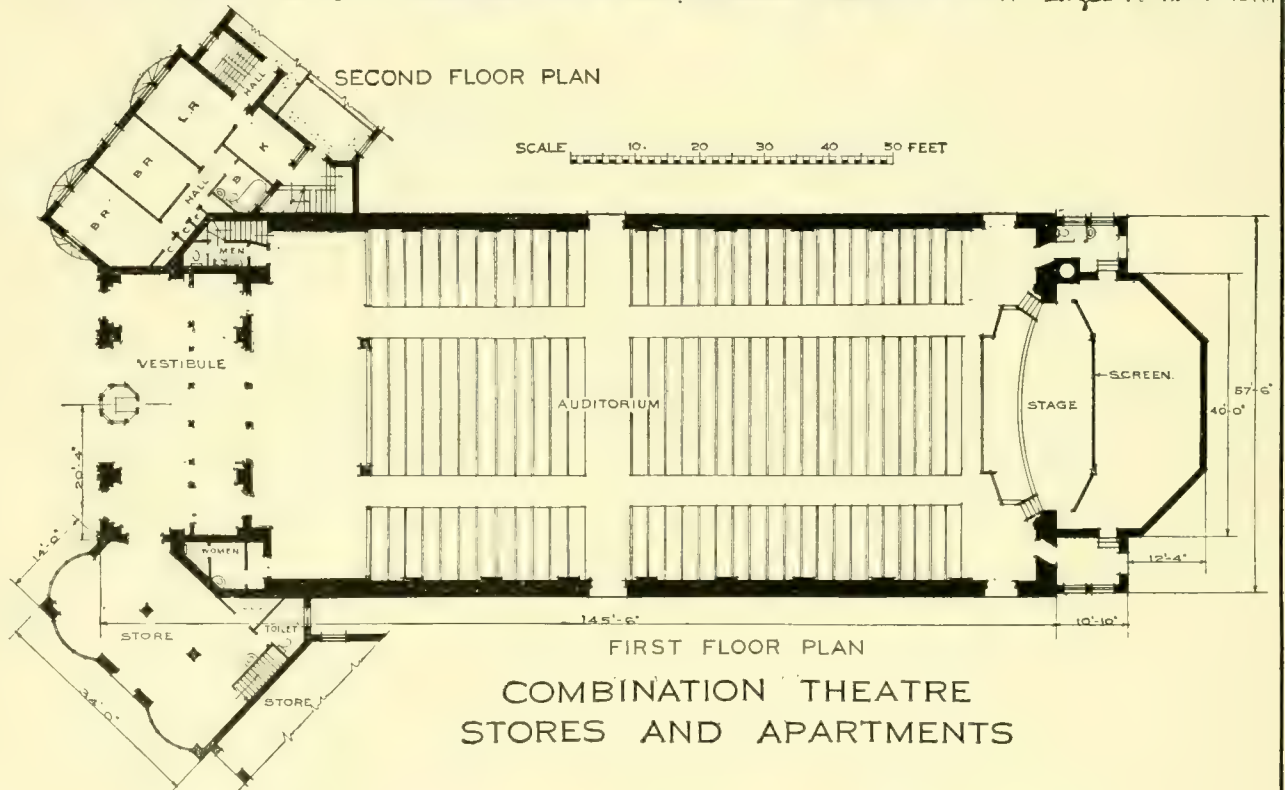 SECOND FLOOR PLAN
SCALE 10. 20 30 40 50 FEET
HALL
L.R
B R
K
HALL
B
B R
C C C C
MEN
VESTIBULE
AUDITORIUM
STAGE
SCREEN.
57'-6"
40'-0"
20'-4"
14'-0"
WOMEN
12'-4"
STORE
TOILET
145'-6"
10'-10"
34'-0"
STORE
FIRST FLOOR PLAN
COMBINATION THEATRE
STORES AND APARTMENTS